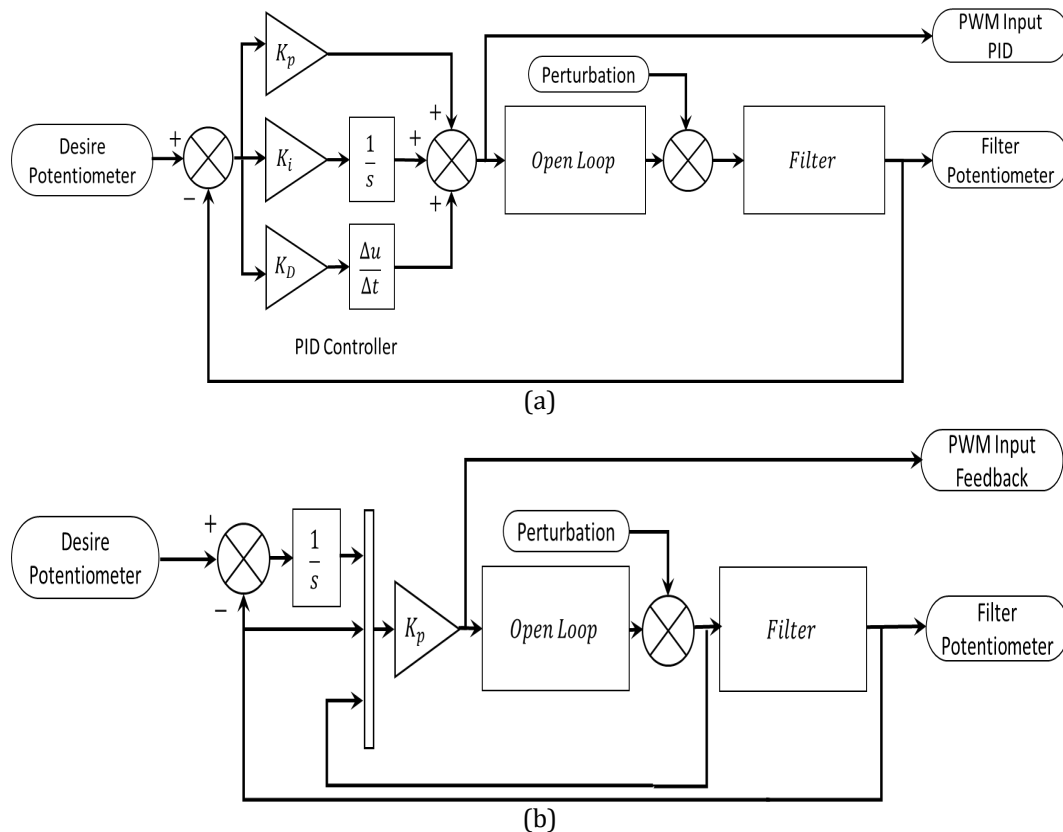 PWM Input
PID
K_p
Perturbation
+
+
Desire
Potentiometer
+
K_i
1
s
+
Open Loop
Filter
Filter
Potentiometer
−
+
K_D
Δu
Δt
PID Controller
(a)
PWM Input
Feedback
+
1
s
Perturbation
Desire
Potentiometer
−
K_p
Open Loop
Filter
Filter
Potentiometer
(b)